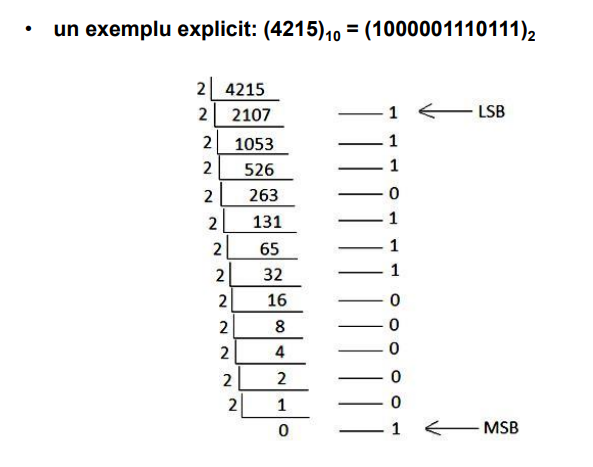 • un exemplu explicit: (4215)₁₀ = (1000001110111)₂
2 4215
2 2107 1 LSB
2 1053 1
2 526 1
2 263 0
2 131 1
2 65 1
2 32 1
2 16 0
2 8 0
2 4 0
2 2 0
2 1 0
0 1 MSB